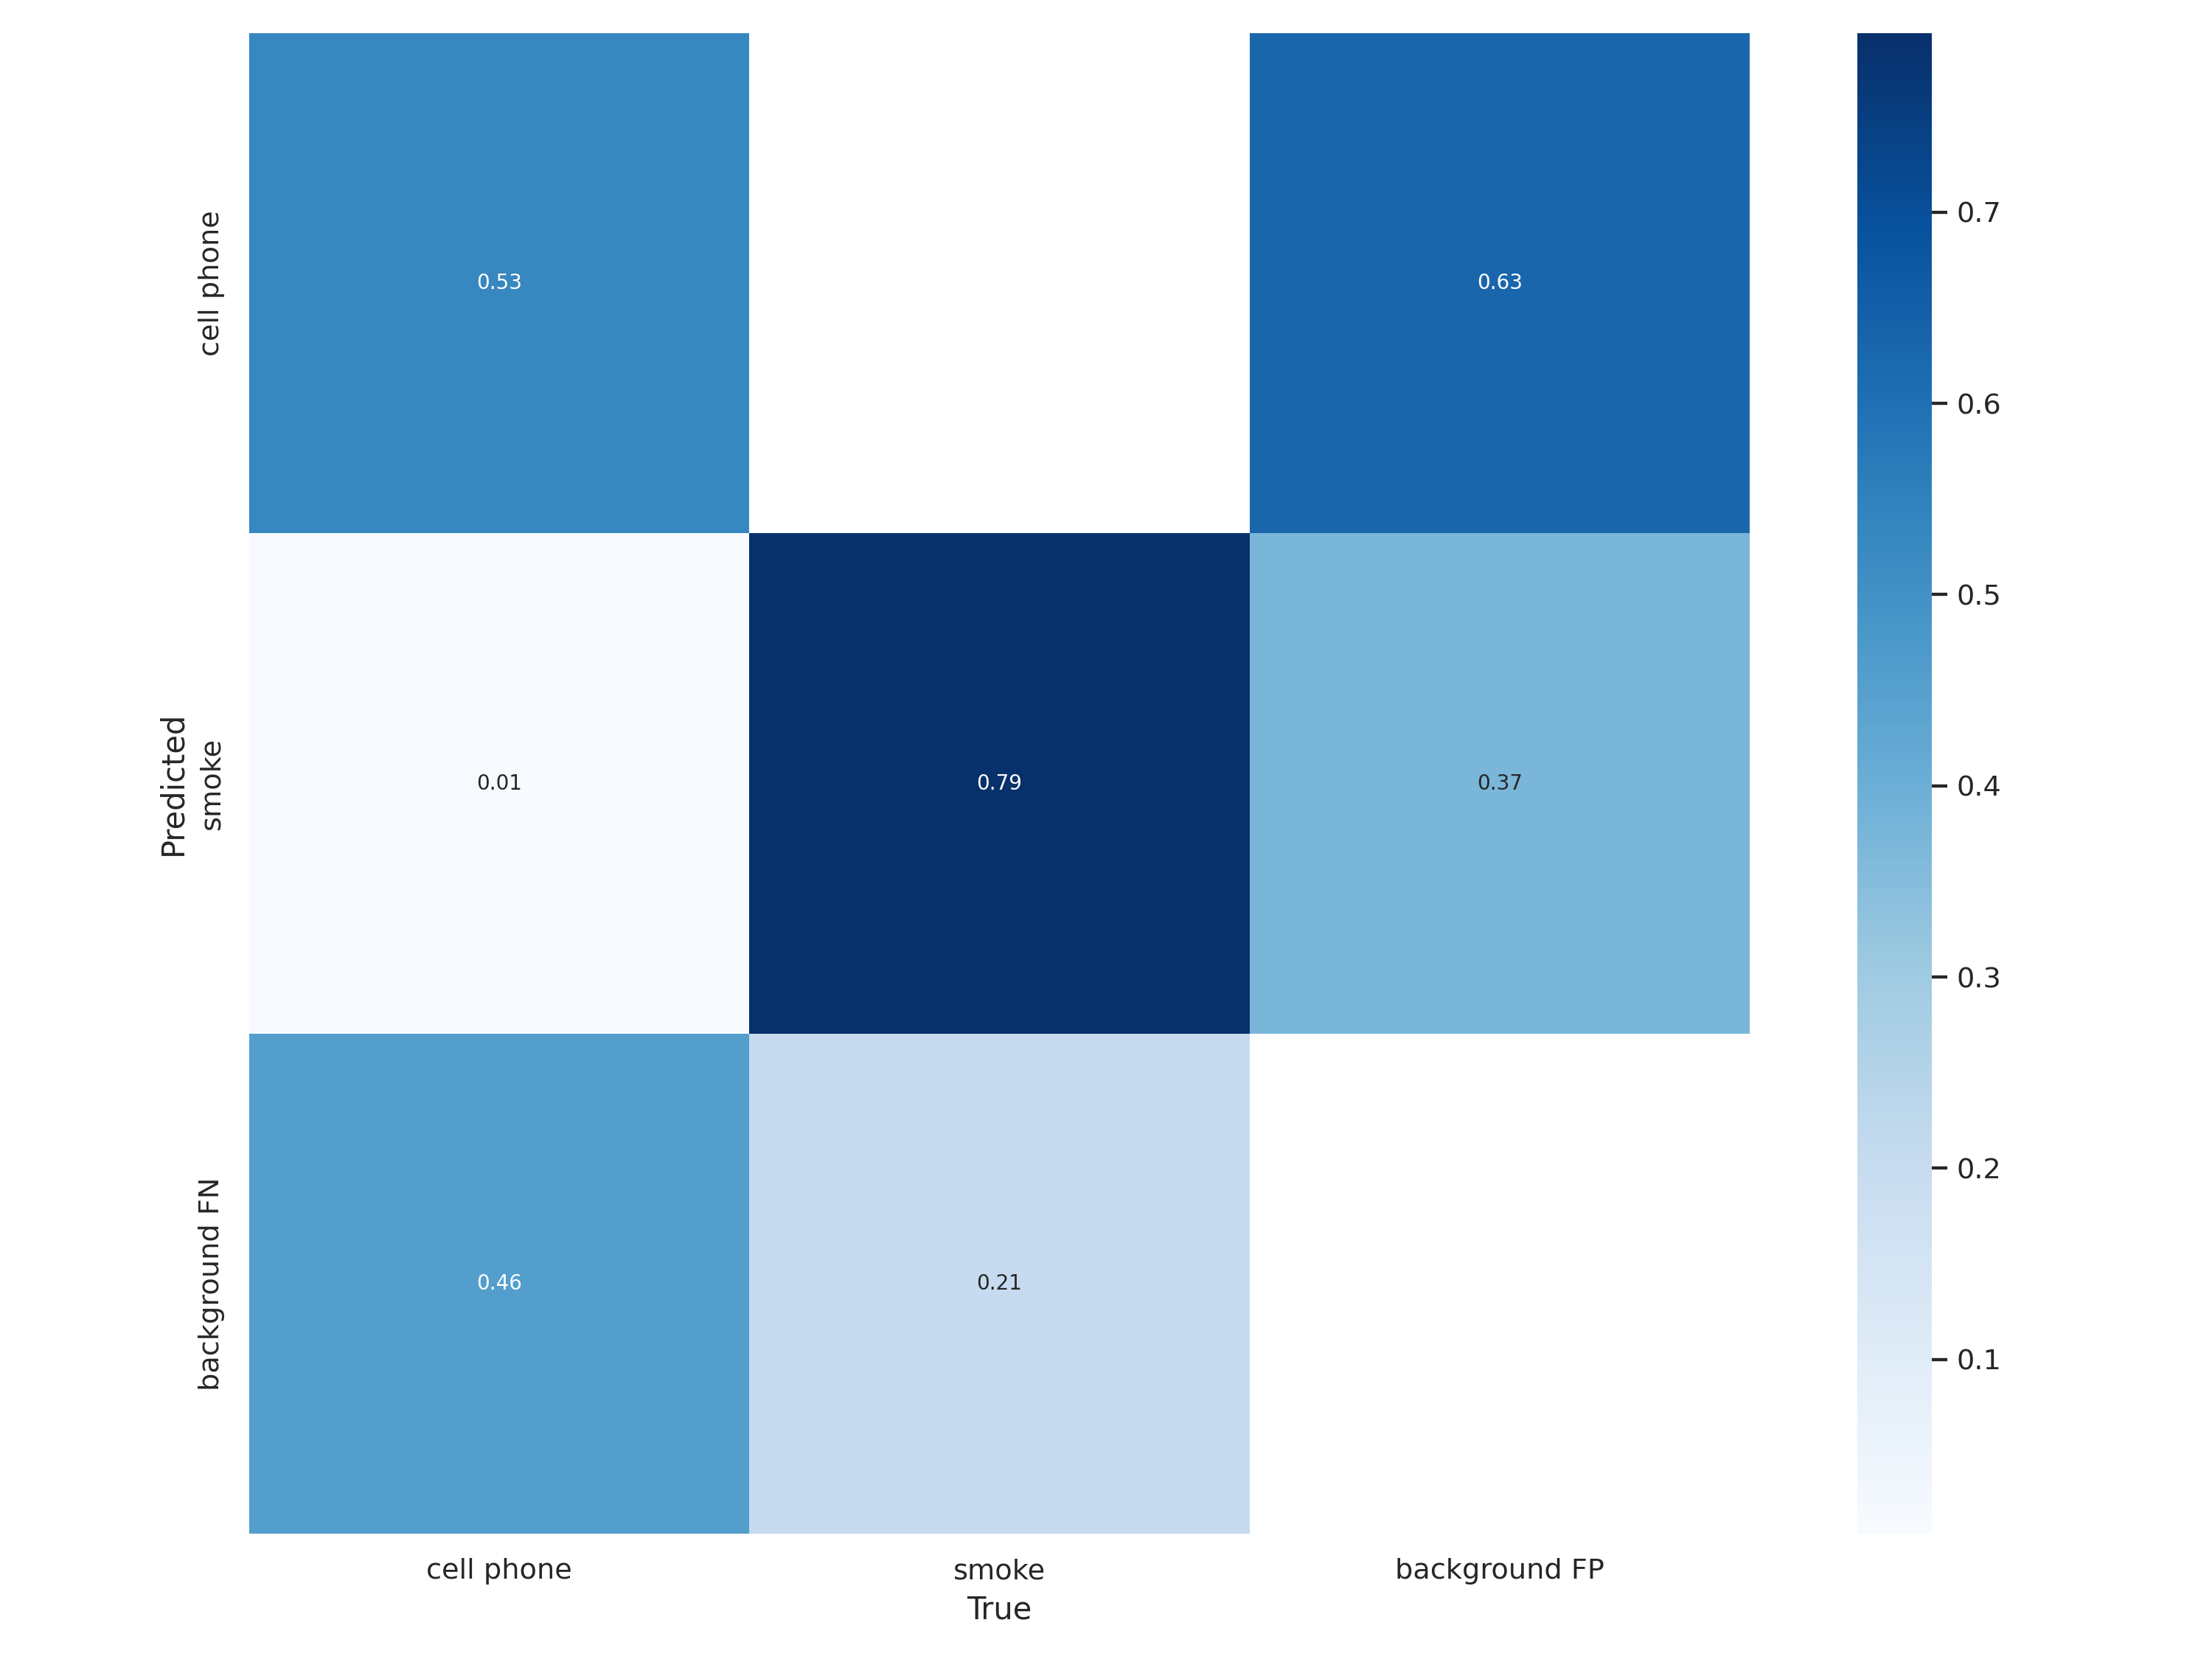 cell phone
0.53
0.63
Predicted
smoke
0.01
0.79
0.37
background FN
0.46
0.21
cell phone
smoke
background FP
True
0.7
0.6
0.5
0.4
0.3
0.2
0.1